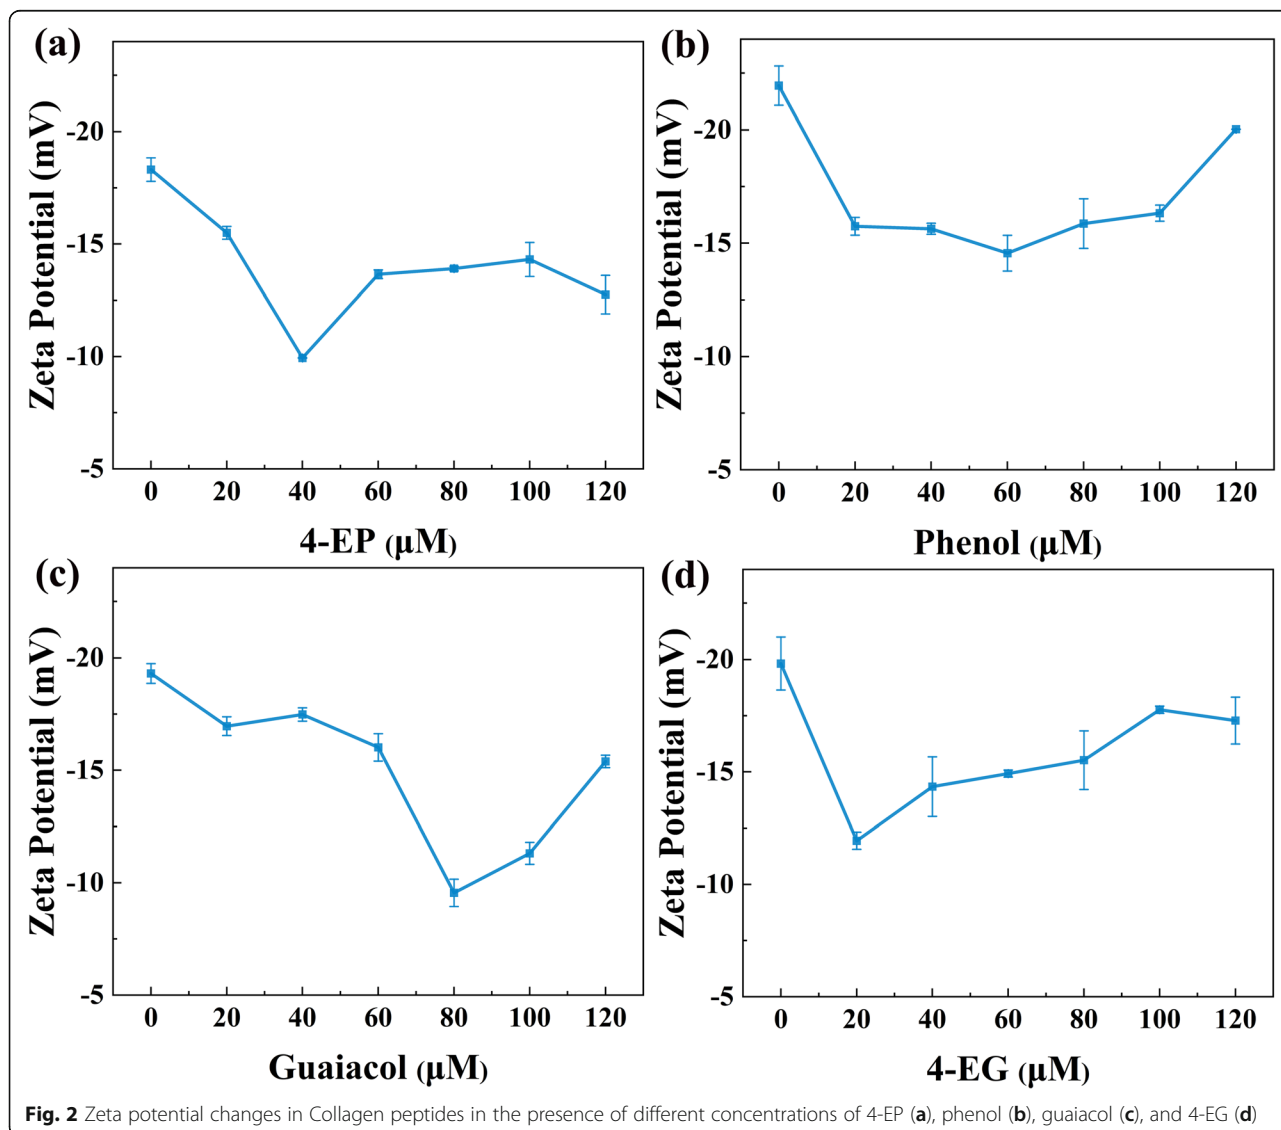 (a)
Zeta Potential (mV)
-20
-15
-10
-5
0 20 40 60 80 100 120
4-EP (μM)
(b)
Zeta Potential (mV)
-20
-15
-10
-5
0 20 40 60 80 100 120
Phenol (μM)
(c)
Zeta Potential (mV)
-20
-15
-10
-5
0 20 40 60 80 100 120
Guaiacol (μM)
(d)
Zeta Potential (mV)
-20
-15
-10
-5
0 20 40 60 80 100 120
4-EG (μM)
Fig. 2 Zeta potential changes in Collagen peptides in the presence of different concentrations of 4-EP (a), phenol (b), guaiacol (c), and 4-EG (d)